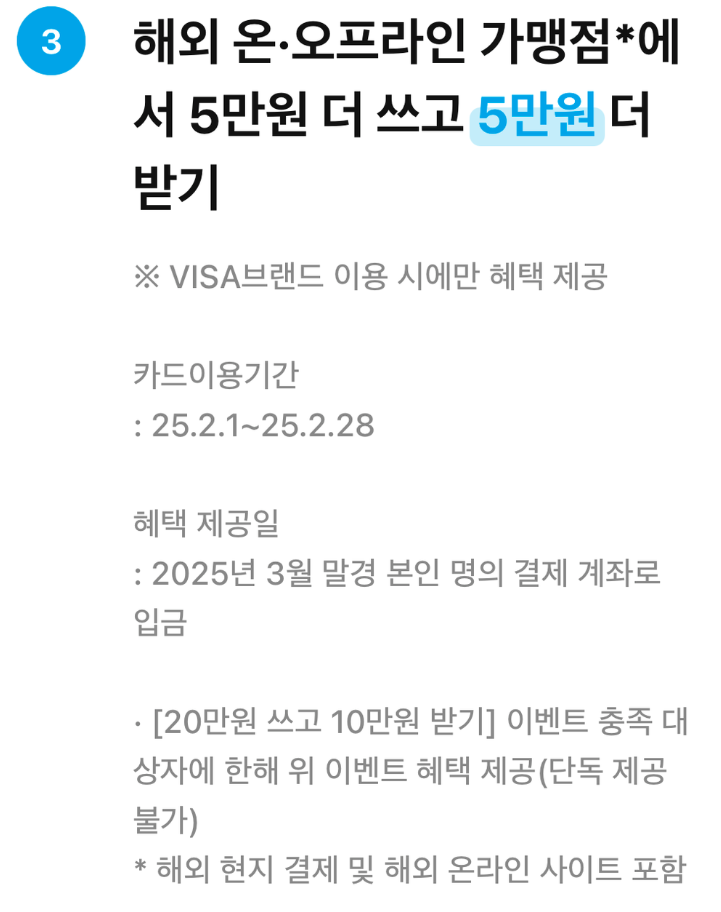 3
해외 온·오프라인 가맹점*에
서 5만원 더 쓰고 5만원 더
받기
※ VISA브랜드 이용 시에만 혜택 제공
카드이용기간
: 25.2.1~25.2.28
혜택 제공일
: 2025년 3월 말경 본인 명의 결제 계좌로
입금
· [20만원 쓰고 10만원 받기] 이벤트 충족 대
상자에 한해 위 이벤트 혜택 제공(단독 제공
불가)
* 해외 현지 결제 및 해외 온라인 사이트 포함